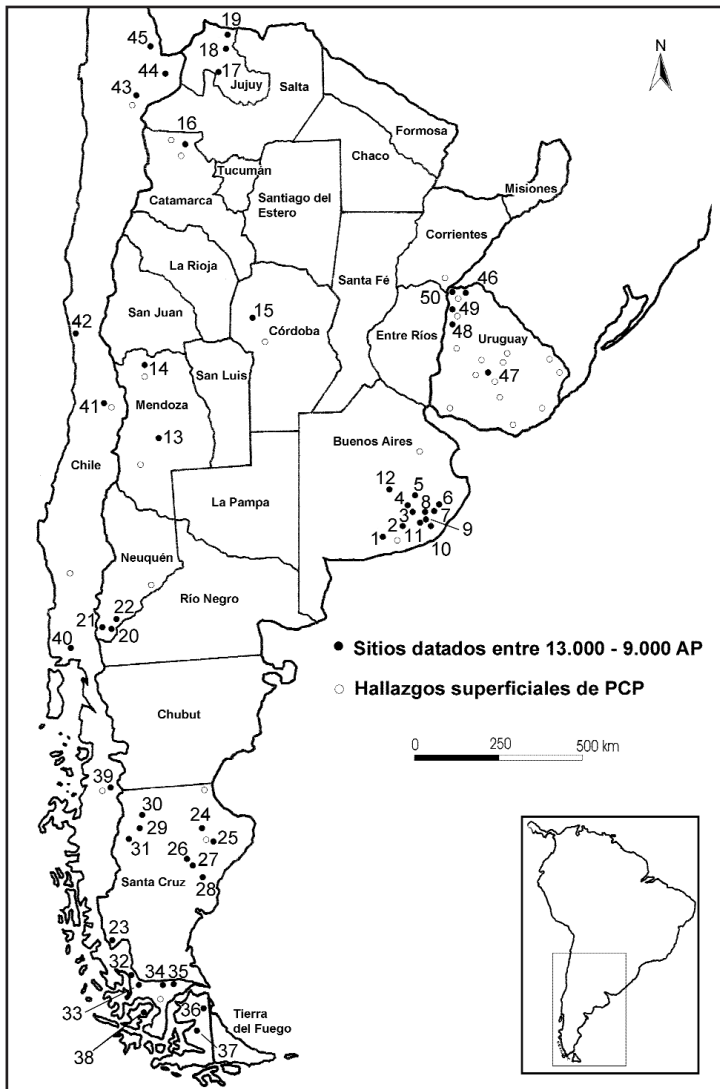 19
45
18
44
17
Jujuy
Salta
N
43
16
Formosa
Chaco
Tucumán
Misiones
Catamarca
Santiago del
Estero
Corrientes
La Rioja
Santa Fé
50
46
San Juan
15
49
42
Córdoba
Entre Ríos
48
Uruguay
14
San Luis
47
41
Mendoza
13
Buenos Aires
Chile
12
5
La Pampa
4
8
6
3
7
2
9
1
11
10
Neuquén
22
Río Negro
21
20
40
Sitios datados entre 13.000 - 9.000 AP
Hallazgos superficiales de PCP
Chubut
0
250
500 km
39
30
24
29
25
31
26
27
Santa Cruz
28
23
32
34
35
33
36
Tierra
del Fuego
38
37